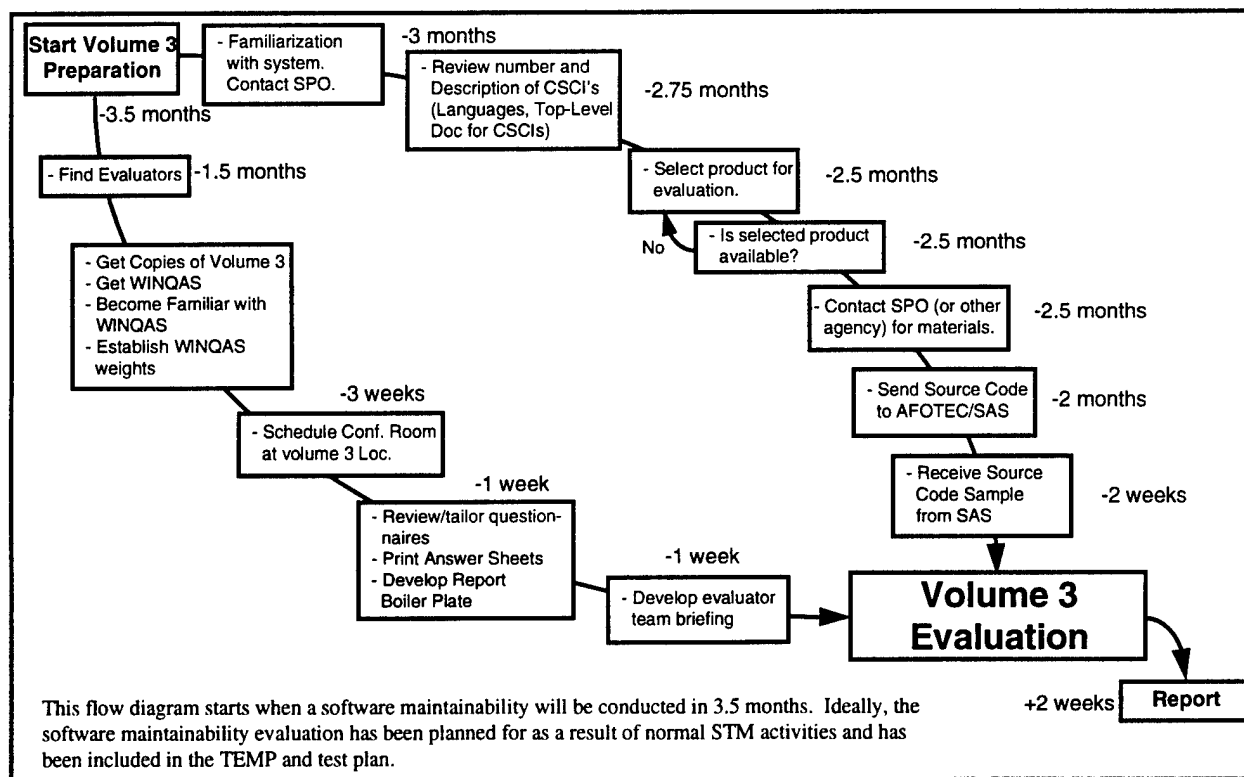 Start Volume 3
Preparation
- Familiarization
with system.
Contact SPO.
-3 months
- Review number and
Description of CSCI's
(Languages, Top-Level
Doc for CSCIs)
-2.75 months
-3.5 months
- Find Evaluators
-1.5 months
- Select product for
evaluation.
-2.5 months
No
- Is selected product
available?
-2.5 months
- Get Copies of Volume 3
- Get WINQAS
- Become Familiar with
WINQAS
- Establish WINQAS
weights
- Contact SPO (or other
agency) for materials.
-2.5 months
-3 weeks
- Schedule Conf. Room
at volume 3 Loc.
- Send Source Code
to AFOTEC/SAS
-2 months
-1 week
- Review/tailor question-
naires
- Print Answer Sheets
- Develop Report
Boiler Plate
- Receive Source
Code Sample
from SAS
-2 weeks
-1 week
- Develop evaluator
team briefing
Volume 3
Evaluation
+2 weeks
Report
This flow diagram starts when a software maintainability will be conducted in 3.5 months. Ideally, the
software maintainability evaluation has been planned for as a result of normal STM activities and has
been included in the TEMP and test plan.